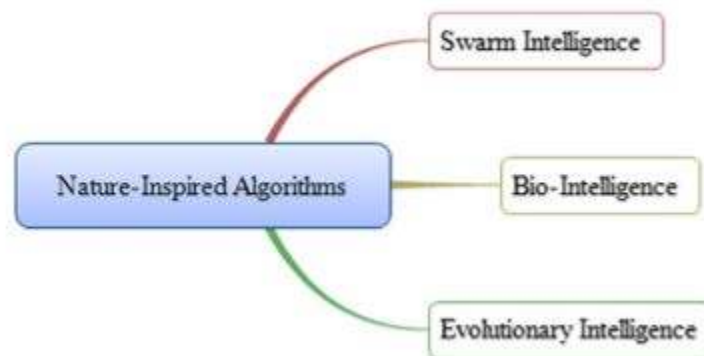 Swarm Intelligence
Nature-Inspired Algorithms
Bio-Intelligence
Evolutionary Intelligence